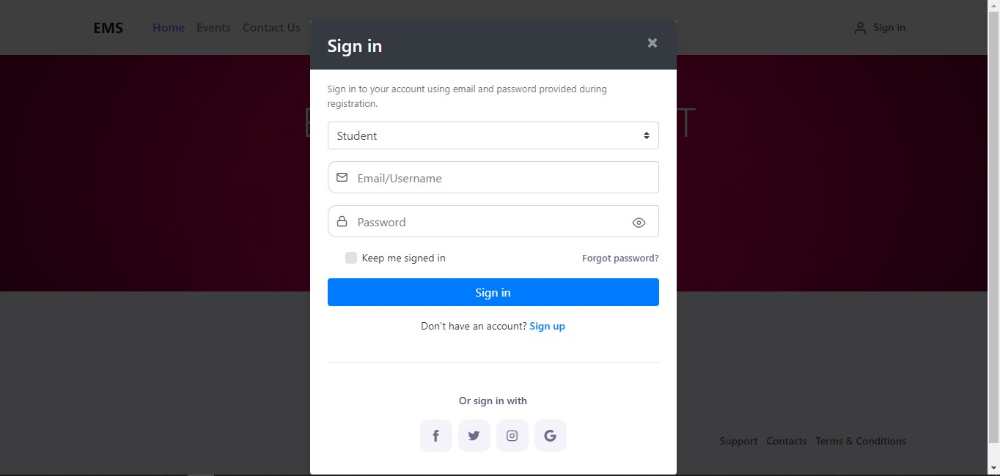 EMS Home Events Contact Us Sign in
Sign in
Sign in to your account using email and password provided during
registration.
Student
Email/Username
Password
Keep me signed in Forgot password?
Sign in
Don't have an account? Sign up
Or sign in with
Support Contacts Terms & Conditions